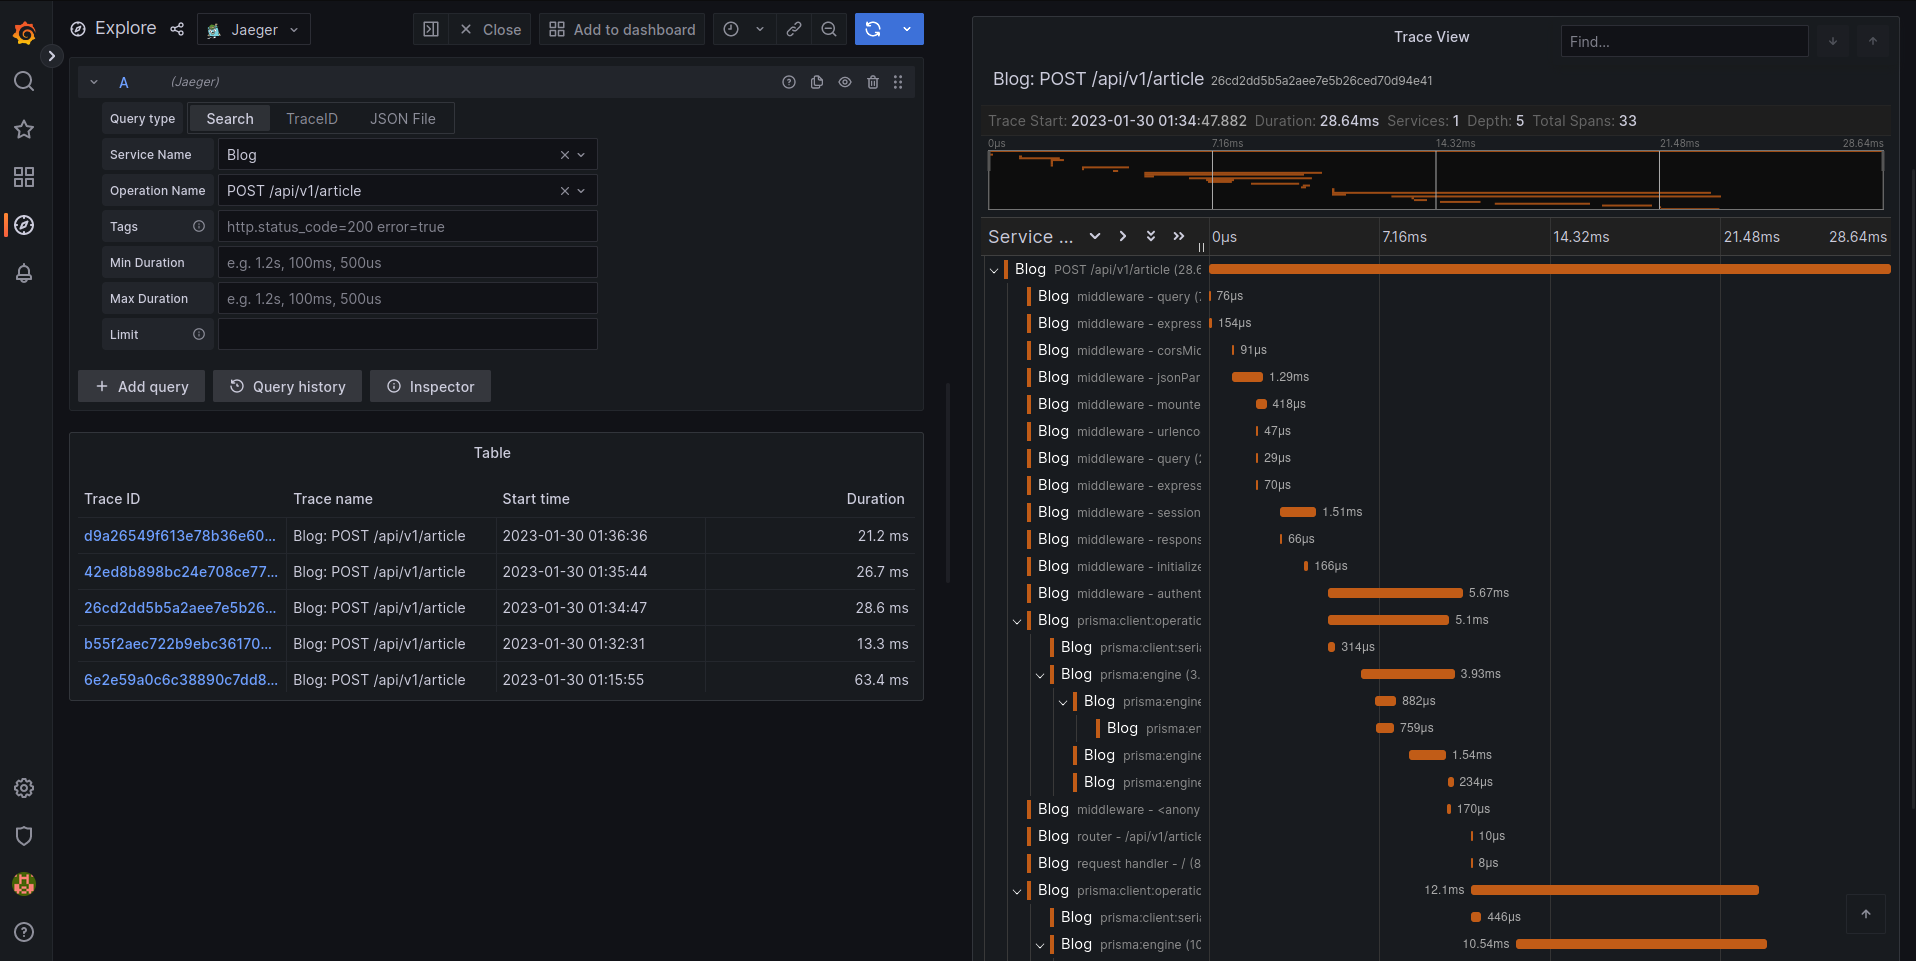 Explore
Jaeger
Close
Add to dashboard
A
(Jaeger)
Query type
Search
TraceID
JSON File
Service Name
Blog
Operation Name
POST /api/v1/article
Tags
http.status_code=200 error=true
Min Duration
e.g. 1.2s, 100ms, 500us
Max Duration
e.g. 1.2s, 100ms, 500us
Limit
Add query
Query history
Inspector
Table
Trace ID Trace name Start time Duration
d9a26549f613e78b36e60... Blog: POST /api/v1/article 2023-01-30 01:36:36 21.2 ms
42ed8b898bc24e708ce77... Blog: POST /api/v1/article 2023-01-30 01:35:44 26.7 ms
26cd2dd5b5a2aee7e5b26... Blog: POST /api/v1/article 2023-01-30 01:34:47 28.6 ms
b55f2aec722b9ebc36170... Blog: POST /api/v1/article 2023-01-30 01:32:31 13.3 ms
6e2e59a0c6c38890c7dd8... Blog: POST /api/v1/article 2023-01-30 01:15:55 63.4 ms
Trace View
Find...
Blog: POST /api/v1/article 26cd2dd5b5a2aee7e5b26ced70d94e41
Trace Start: 2023-01-30 01:34:47.882 Duration: 28.64ms Services: 1 Depth: 5 Total Spans: 33
0μs 7.16ms 14.32ms 21.48ms 28.64ms
Service ... 0μs 7.16ms 14.32ms 21.48ms 28.64ms
Blog POST /api/v1/article (28.6
Blog middleware - query (7 76μs
Blog middleware - express 154μs
Blog middleware - corsMic 91μs
Blog middleware - jsonPar 1.29ms
Blog middleware - mounte 418μs
Blog middleware - urlenco 47μs
Blog middleware - query (2 29μs
Blog middleware - express 70μs
Blog middleware - session 1.51ms
Blog middleware - respons 66μs
Blog middleware - initialize 166μs
Blog middleware - authent 5.67ms
Blog prisma:client:operatic 5.1ms
Blog prisma:client:seria 314μs
Blog prisma:engine (3. 3.93ms
Blog prisma:engine 882μs
Blog prisma:en 759μs
Blog prisma:engine 1.54ms
Blog prisma:engine 234μs
Blog middleware - <anony 170μs
Blog router - /api/v1/article 10μs
Blog request handler - / (8 8μs
Blog prisma:client:operatic 12.1ms
Blog prisma:client:seria 446μs
Blog prisma:engine (10 10.54ms